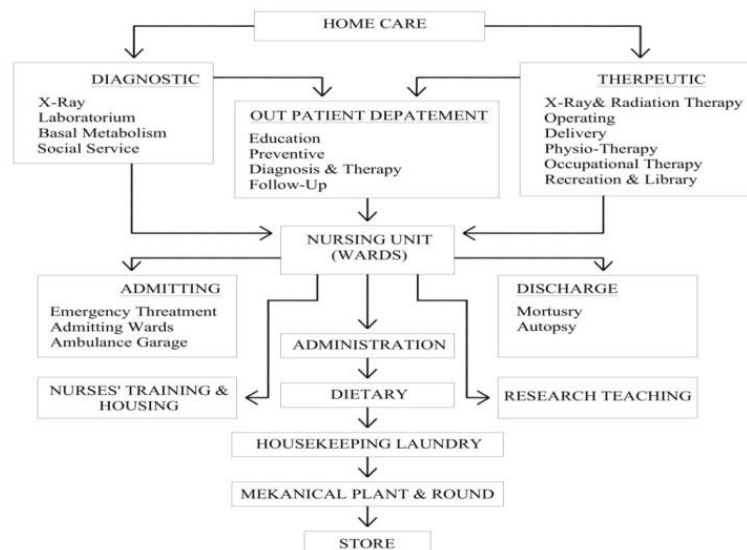 HOME CARE
DIAGNOSTIC
X-Ray
Laboratorium
Basal Metabolism
Social Service
OUT PATIENT DEPATEMENT
Education
Preventive
Diagnosis & Therapy
Follow-Up
THERPEUTIC
X-Ray& Radiation Therapy
Operating
Delivery
Physio-Therapy
Occupational Therapy
Recreation & Library
NURSING UNIT
(WARDS)
ADMITTING
Emergency Threatment
Admitting Wards
Ambulance Garage
DISCHARGE
Mortusry
Autopsy
ADMINISTRATION
NURSES' TRAINING &
HOUSING
DIETARY
RESEARCH TEACHING
HOUSEKEEPING LAUNDRY
MEKANICAL PLANT & ROUND
STORE